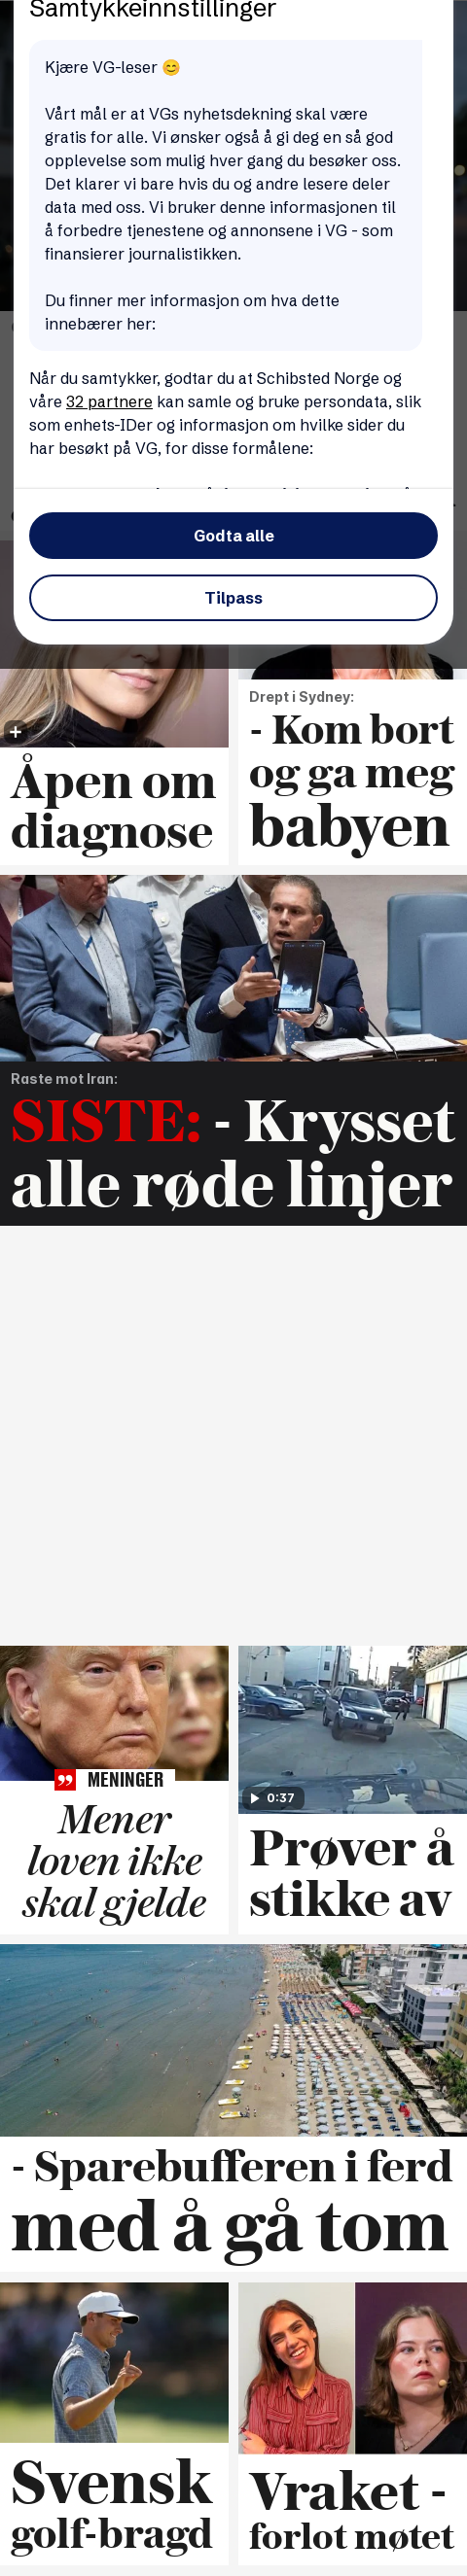 Samtykkeinnstillinger
Kjære VG-leser 😊
Vårt mål er at VGs nyhetsdekning skal være
gratis for alle. Vi ønsker også å gi deg en så god
opplevelse som mulig hver gang du besøker oss.
Det klarer vi bare hvis du og andre lesere deler
data med oss. Vi bruker denne informasjonen til
å forbedre tjenestene og annonsene i VG - som
finansierer journalistikken.
Du finner mer informasjon om hva dette
innebærer her:
Når du samtykker, godtar du at Schibsted Norge og
våre 32 partnere kan samle og bruke persondata, slik
som enhets-IDer og informasjon om hvilke sider du
har besøkt på VG, for disse formålene:
Godta alle
Tilpass
Åpen om
diagnose
Drept i Sydney:
- Kom bort
og ga meg
babyen
Raste mot Iran:
SISTE: - Krysset
alle røde linjer
MENINGER
Mener
loven ikke
skal gjelde
0:37
Prøver å
stikke av
- Sparebufferen i ferd
med å gå tom
Svensk
golf-bragd
Vraket -
forlot møtet